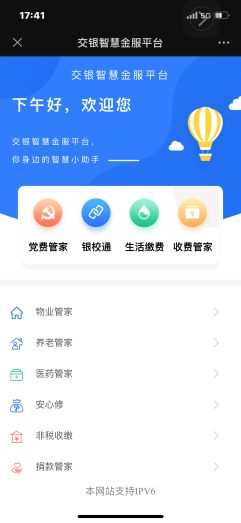 17:41
5G
交银智慧金服平台
交银智慧金服平台
下午好，欢迎您
交银智慧金服平台，
你身边的智慧小助手
党费管家 银校通 生活缴费 收费管家
物业管家
养老管家
医药管家
安心修
非税收缴
捐款管家
本网站支持IPV6